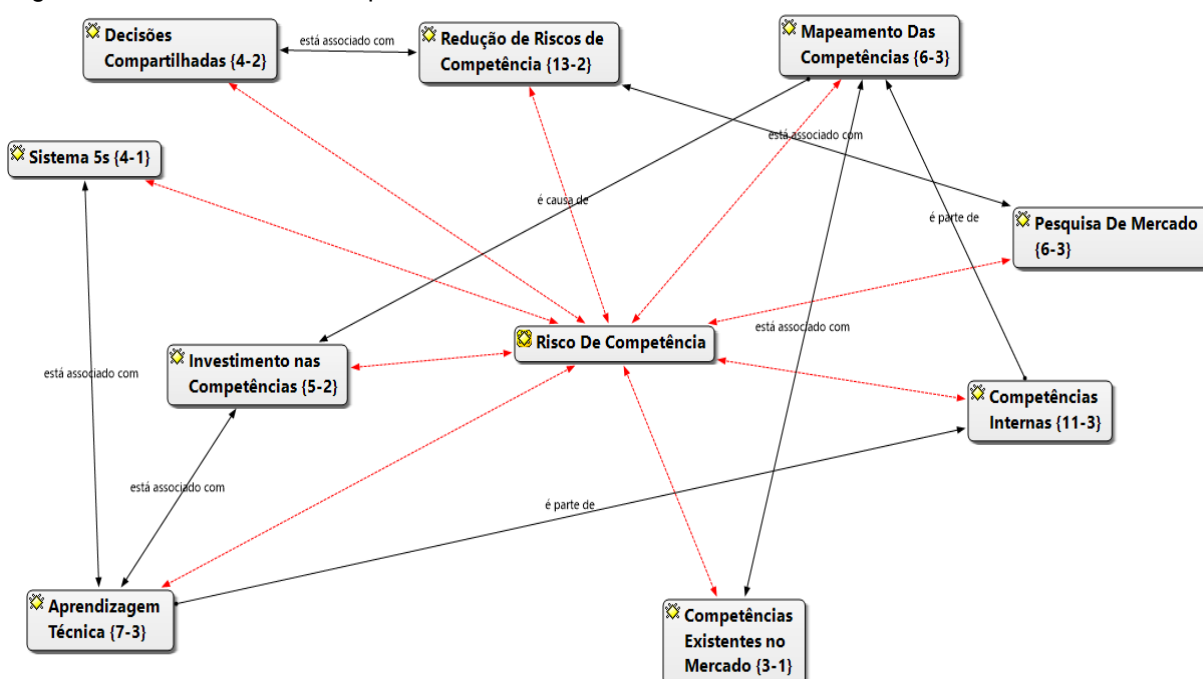 Decisões
Compartilhadas {4-2}
está associado com
Redução de Riscos de
Competência {13-2}
Mapeamento Das
Competências {6-3}
está associado com
Sistema 5s {4-1}
é causa de
é parte de
Pesquisa De Mercado
{6-3}
está associado com
Risco De Competência
Investimento nas
Competências {5-2}
está associado com
Competências
Internas {11-3}
está associado com
é parte de
Aprendizagem
Técnica {7-3}
Competências
Existentes no
Mercado {3-1}